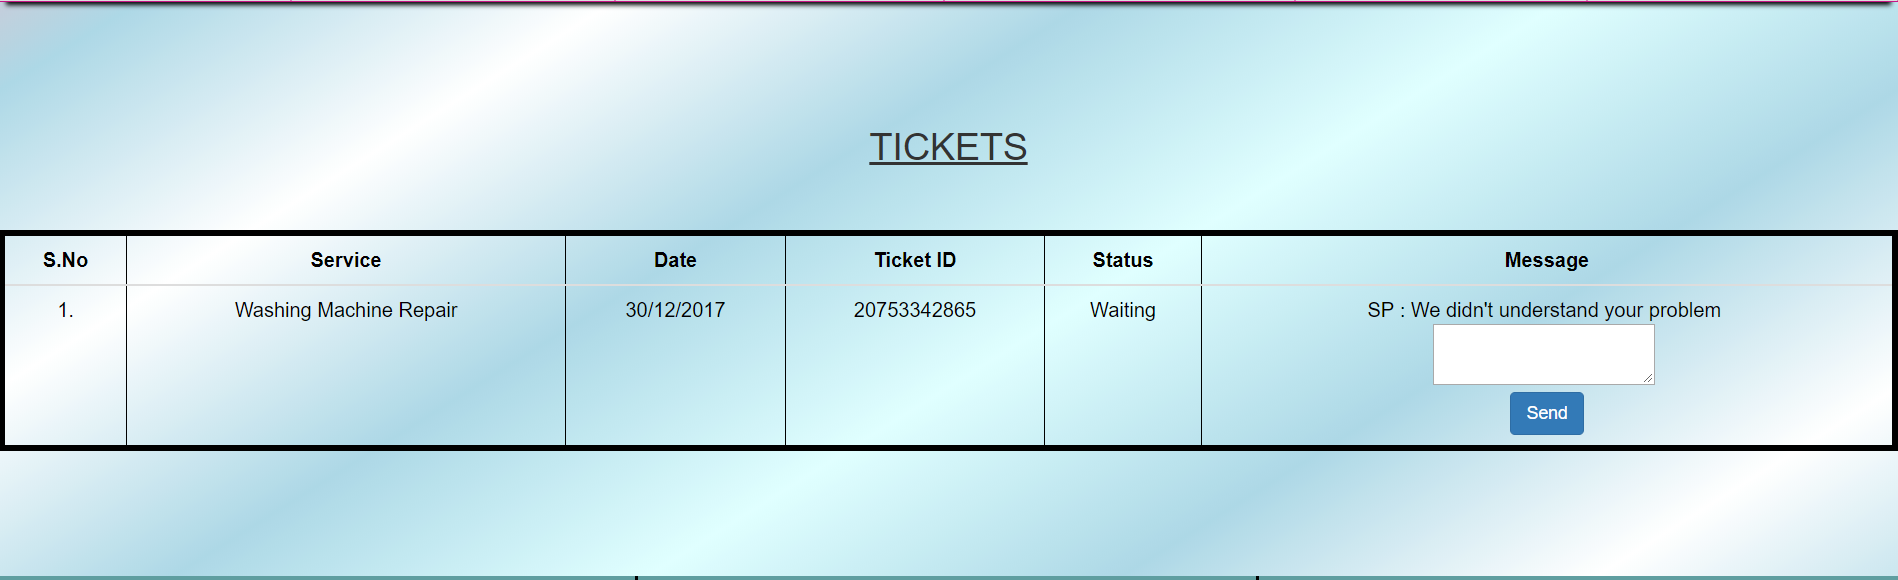 TICKETS
S.No Service Date Ticket ID Status Message
1. Washing Machine Repair 30/12/2017 20753342865 Waiting SP : We didn't understand your problem
Send